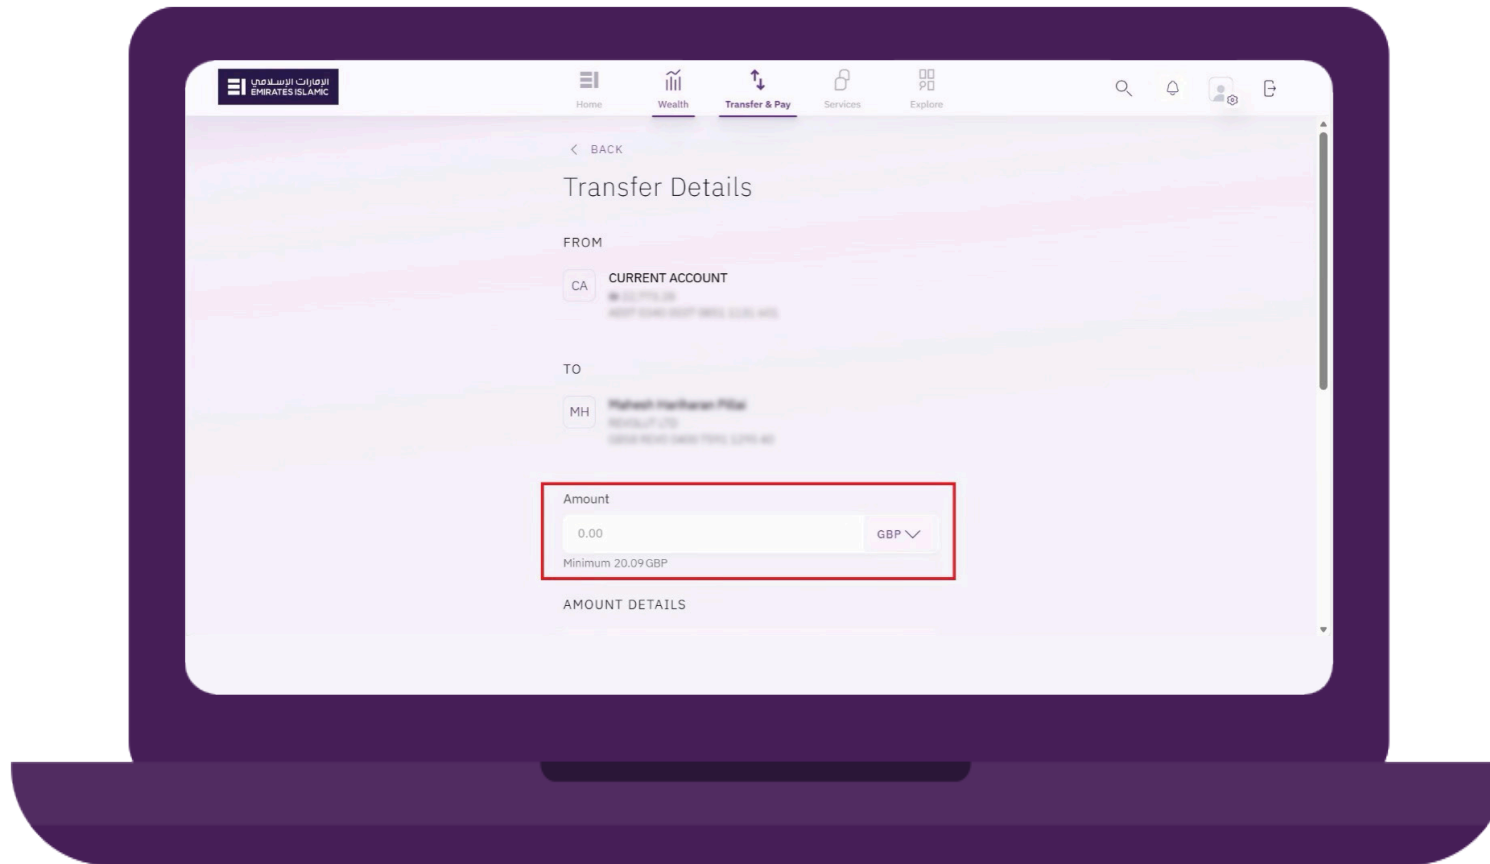 الإمارات الإسلامي
EMIRATES ISLAMIC
Home
Wealth
Transfer & Pay
Services
Explore
BACK
Transfer Details
FROM
CA
CURRENT ACCOUNT
TO
MH
Amount
0.00
GBP
Minimum 20.09 GBP
AMOUNT DETAILS